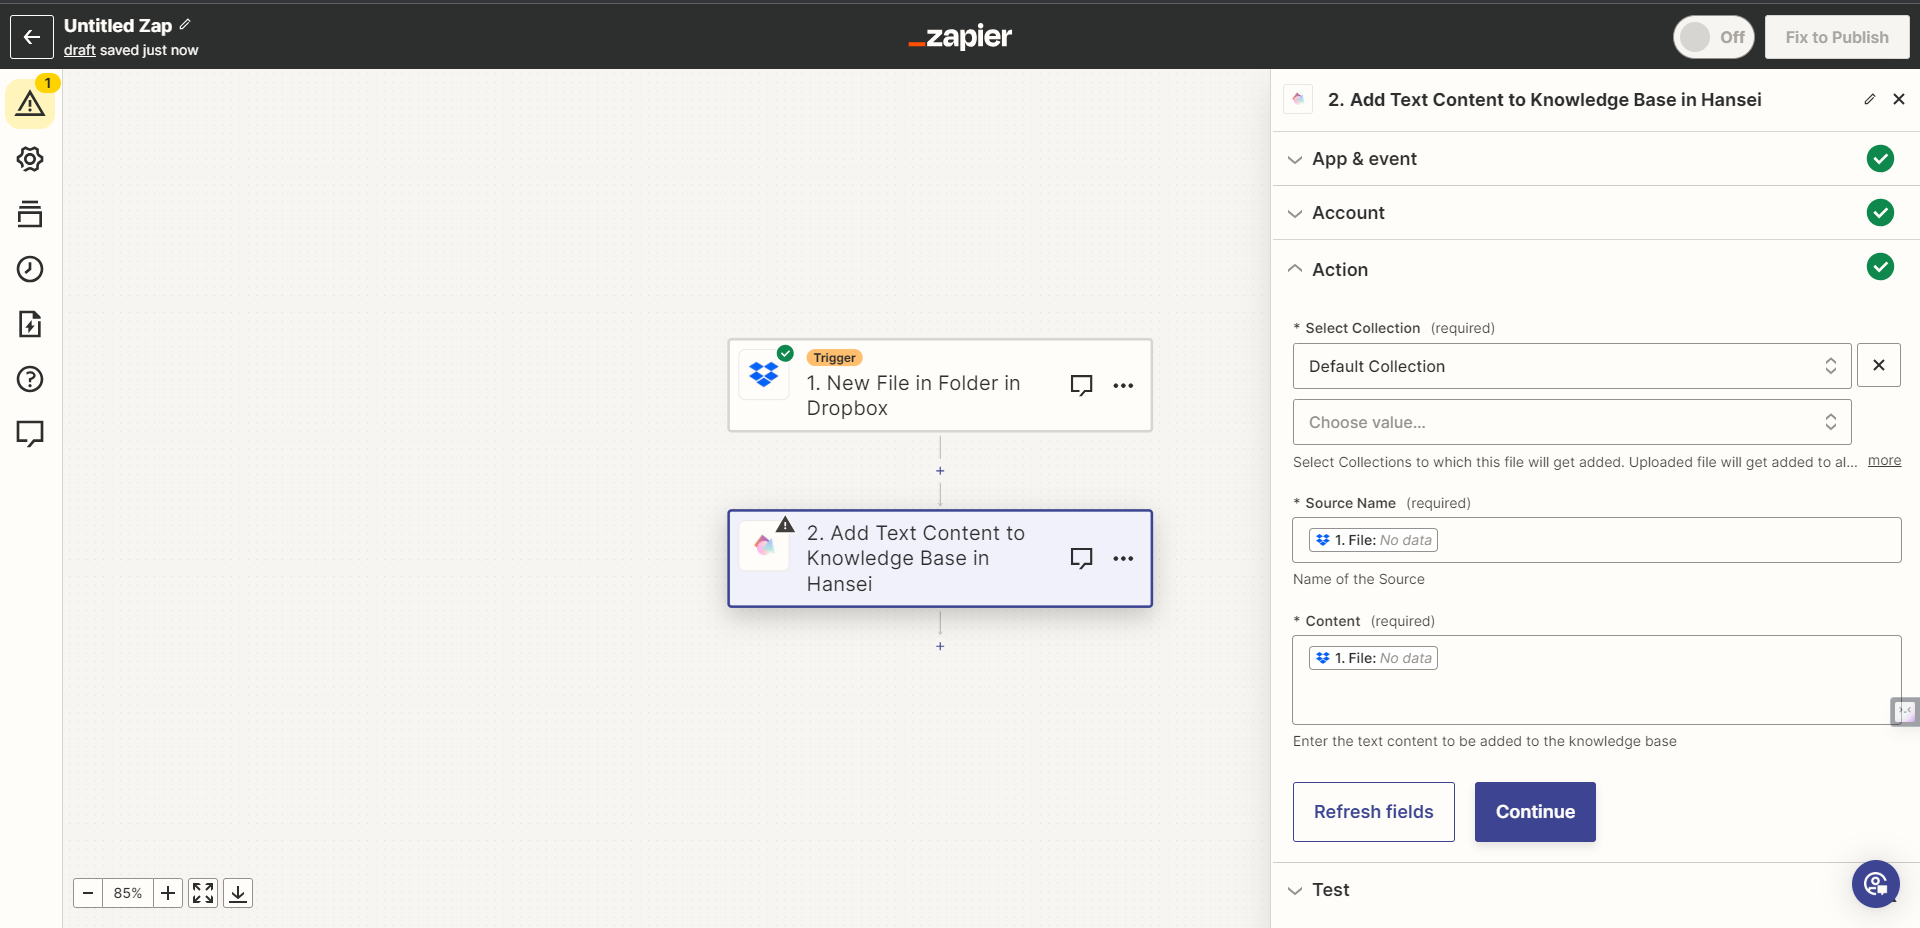 Untitled Zap
draft saved just now
zapier
Off
Fix to Publish
1
Trigger
1. New File in Folder in
Dropbox
+
2. Add Text Content to
Knowledge Base in
Hansei
+
85%
2. Add Text Content to Knowledge Base in Hansei
App & event
Account
Action
* Select Collection (required)
Default Collection
Choose value...
Select Collections to which this file will get added. Uploaded file will get added to al... more
* Source Name (required)
1. File: No data
Name of the Source
* Content (required)
1. File: No data
Enter the text content to be added to the knowledge base
Refresh fields
Continue
Test